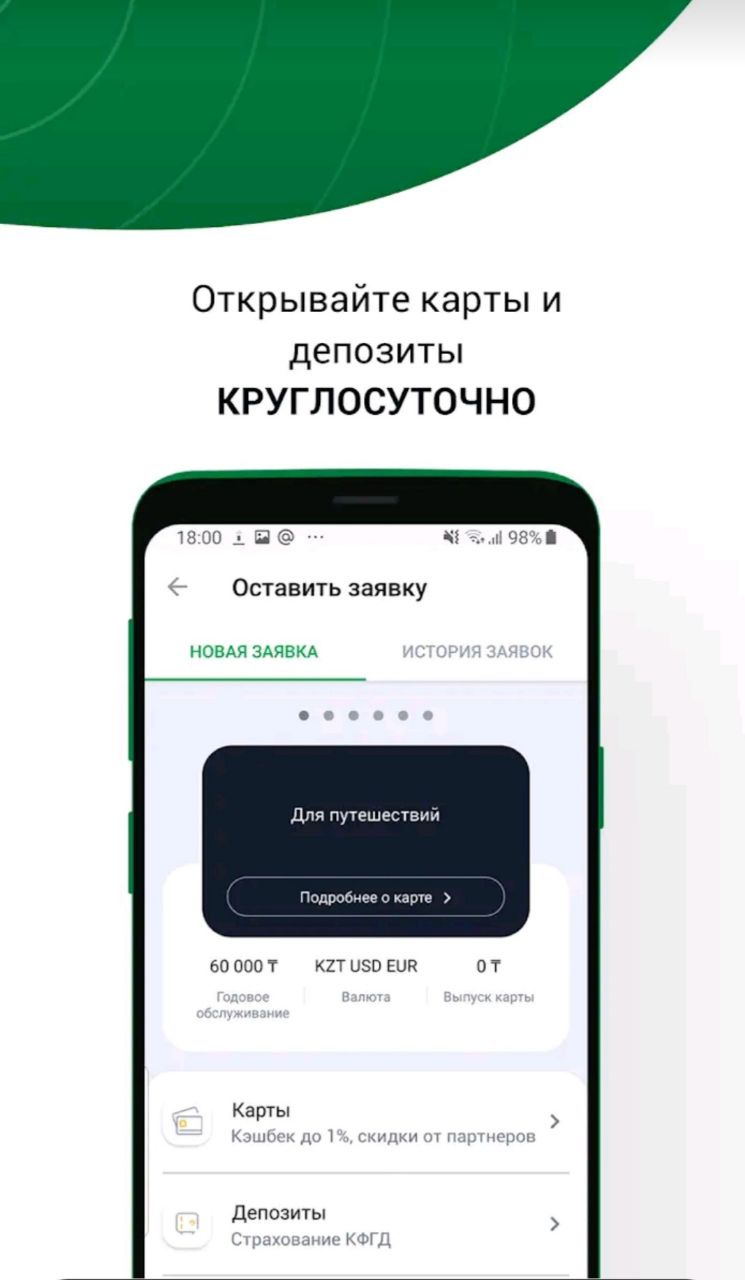 Открывайте карты и
депозиты
КРУГЛОСУТОЧНО
18:00 @ ... 98%
Оставить заявку
НОВАЯ ЗАЯВКА ИСТОРИЯ ЗАЯВОК
Для путешествий
Подробнее о карте
60 000 ₸ KZT USD EUR 0 ₸
Годовое Валюта Выпуск карты
обслуживание
Карты
Кэшбек до 1%, скидки от партнеров
Депозиты
Страхование КФГД